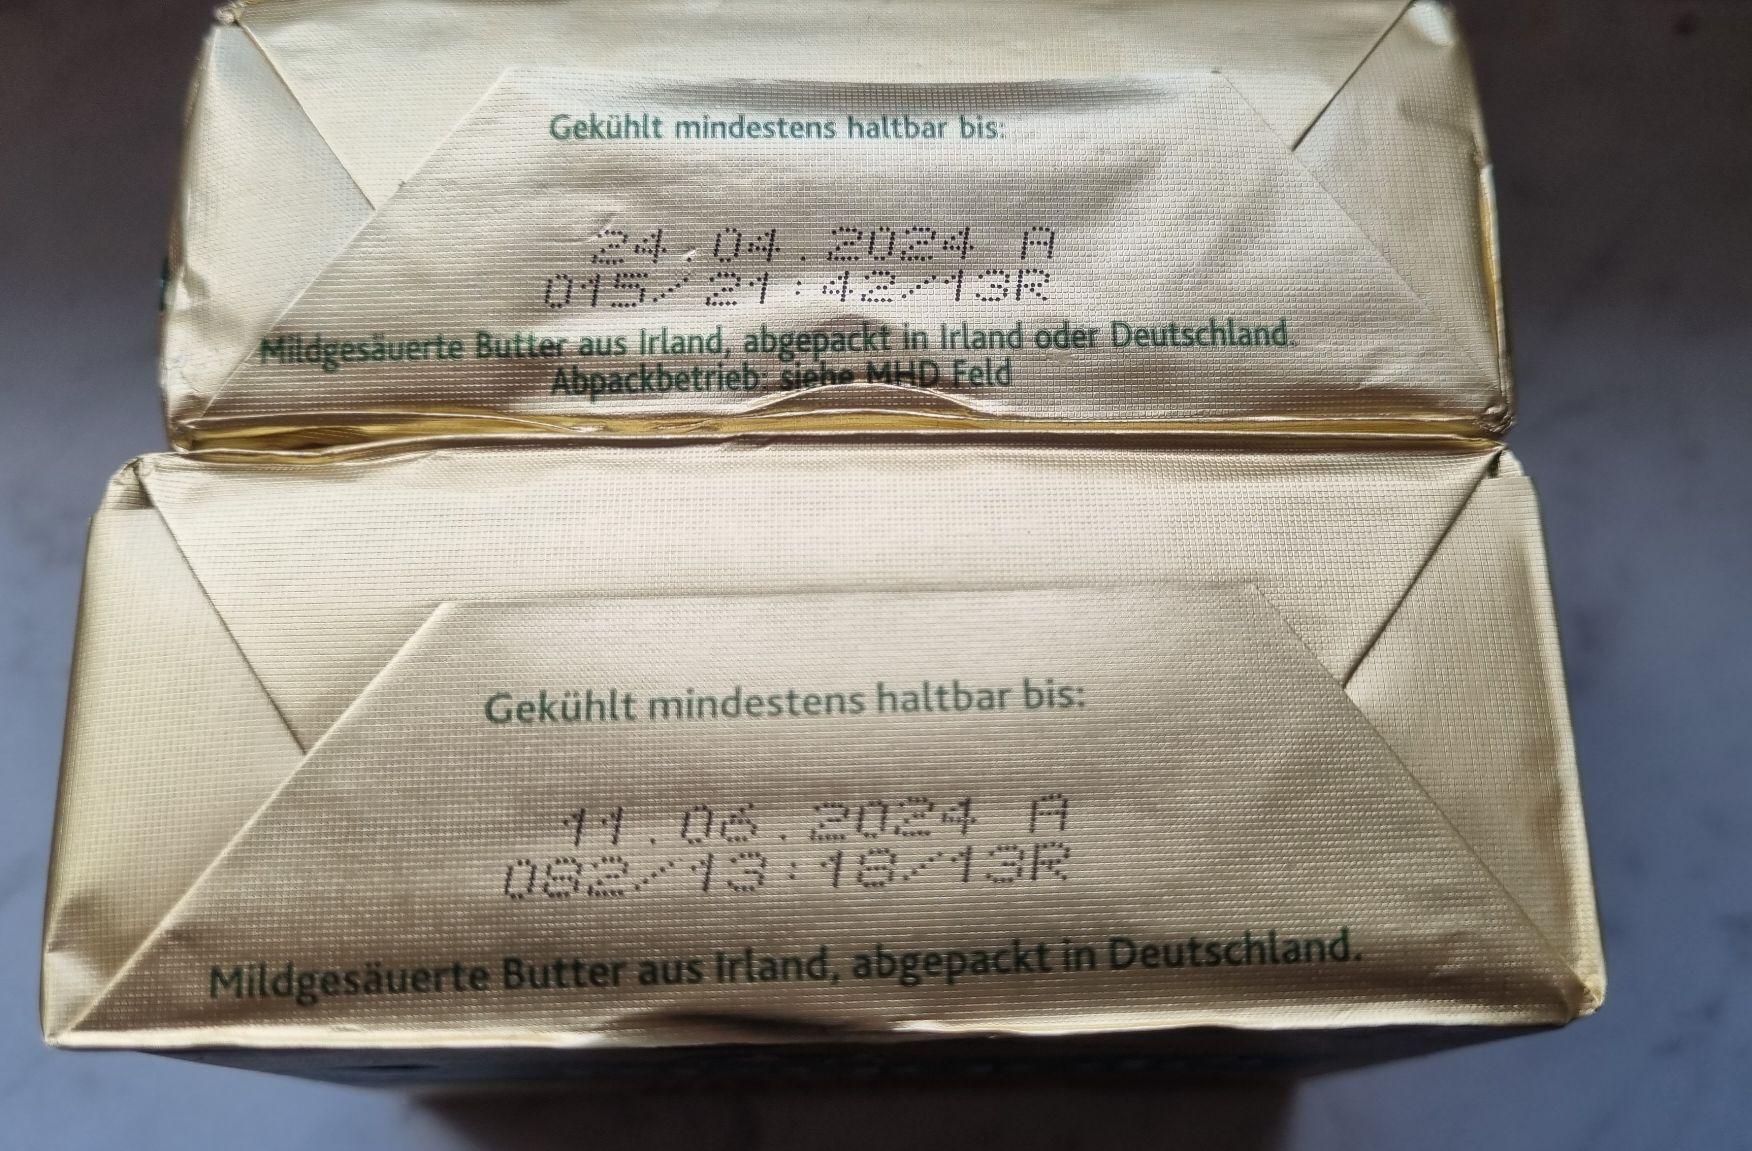 Gekühlt mindestens haltbar bis:
24.04.2024 A
015/21:42/13R
Mildgesäuerte Butter aus Irland, abgepackt in Irland oder Deutschland.
Abpackbetrieb: siehe MHD Feld
Gekühlt mindestens haltbar bis:
11.06.2024 A
082/13:18/13R
Mildgesäuerte Butter aus Irland, abgepackt in Deutschland.